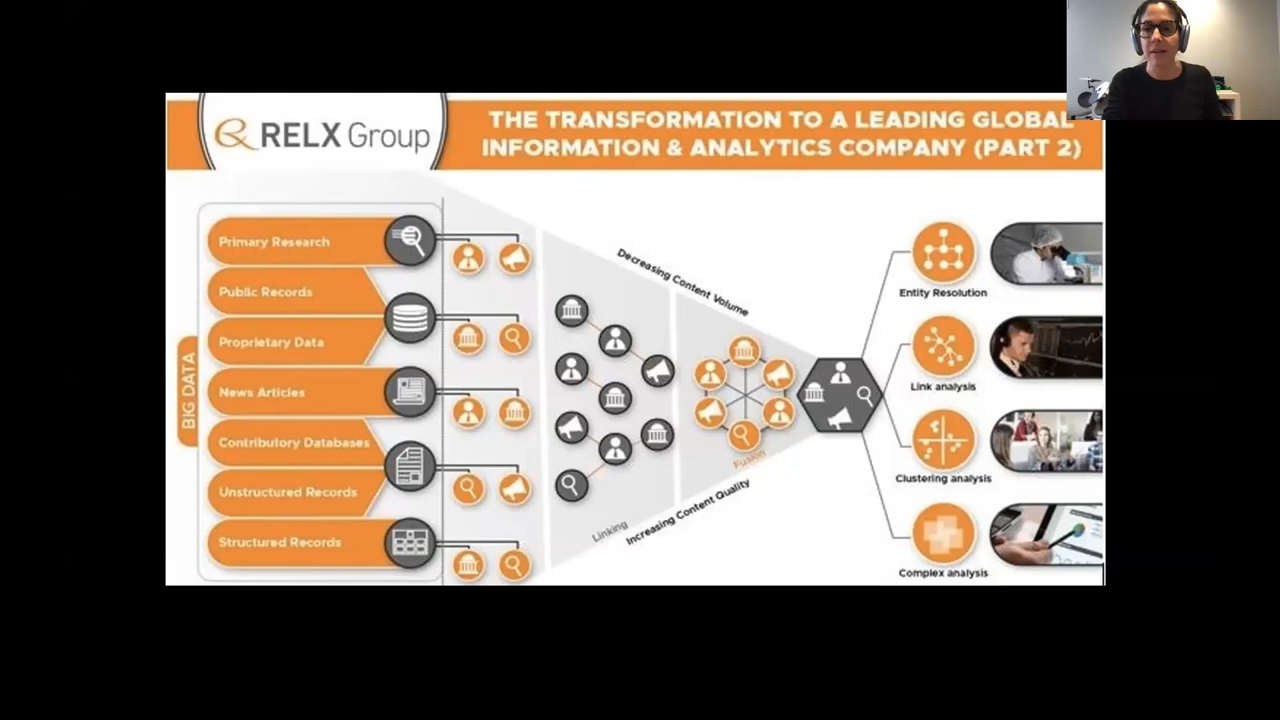 RELX Group
THE TRANSFORMATION TO A LEADING GLOBAL
INFORMATION & ANALYTICS COMPANY (PART 2)
BIG DATA
Primary Research
Public Records
Proprietary Data
News Articles
Contributory Databases
Unstructured Records
Structured Records
Decreasing Content Volume
Linking
Fusion
Increasing Content Quality
Entity Resolution
Link analysis
Clustering analysis
Complex analysis